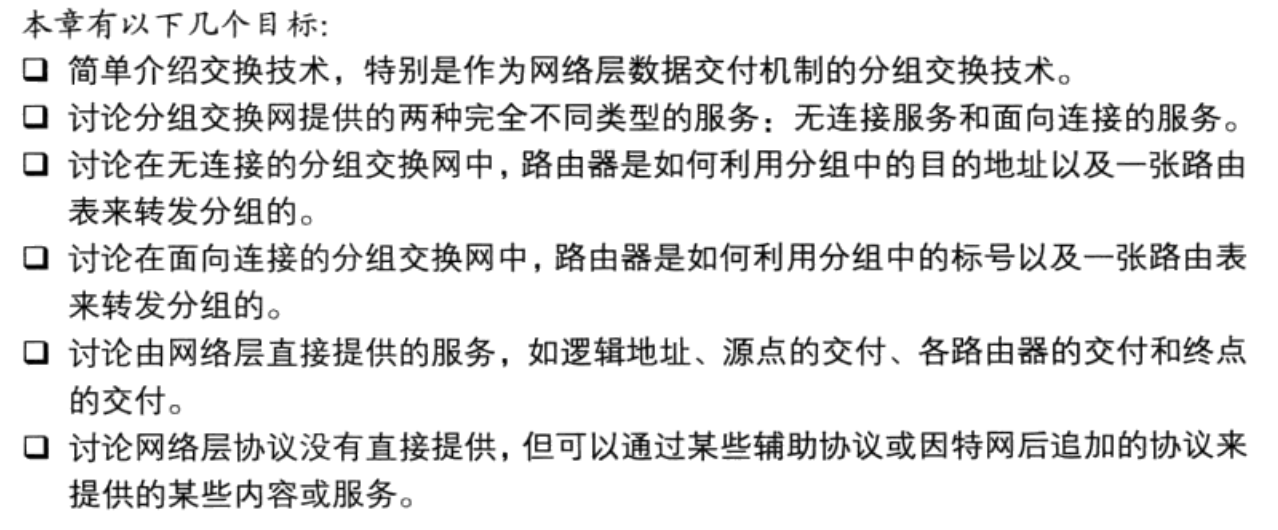 本章有以下几个目标:
❑ 简单介绍交换技术，特别是作为网络层数据交付机制的分组交换技术。
❑ 讨论分组交换网提供的两种完全不同类型的服务：无连接服务和面向连接的服务。
❑ 讨论在无连接的分组交换网中，路由器是如何利用分组中的目的地址以及一张路由
表来转发分组的。
❑ 讨论在面向连接的分组交换网中，路由器是如何利用分组中的标号以及一张路由表
来转发分组的。
❑ 讨论由网络层直接提供的服务，如逻辑地址、源点的交付、各路由器的交付和终点
的交付。
❑ 讨论网络层协议没有直接提供，但可以通过某些辅助协议或因特网后追加的协议来
提供的某些内容或服务。